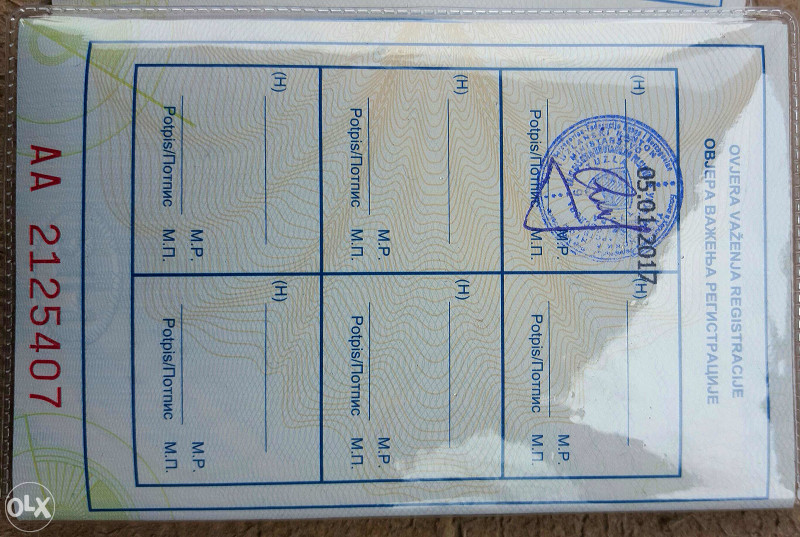 OVJERA VAŽENJA REGISTRACIJE
ОВЈЕРА ВАЖЕЊА РЕГИСТРАЦИЈЕ
(H)
05.01.2017
Potpis/Потпис
M.P.
М.П.
(H)
Potpis/Потпис
M.P.
М.П.
(H)
Potpis/Потпис
M.P.
М.П.
(H)
Potpis/Потпис
M.P.
М.П.
(H)
Potpis/Потпис
M.P.
М.П.
(H)
Potpis/Потпис
M.P.
М.П.
AA 2125407
OLX